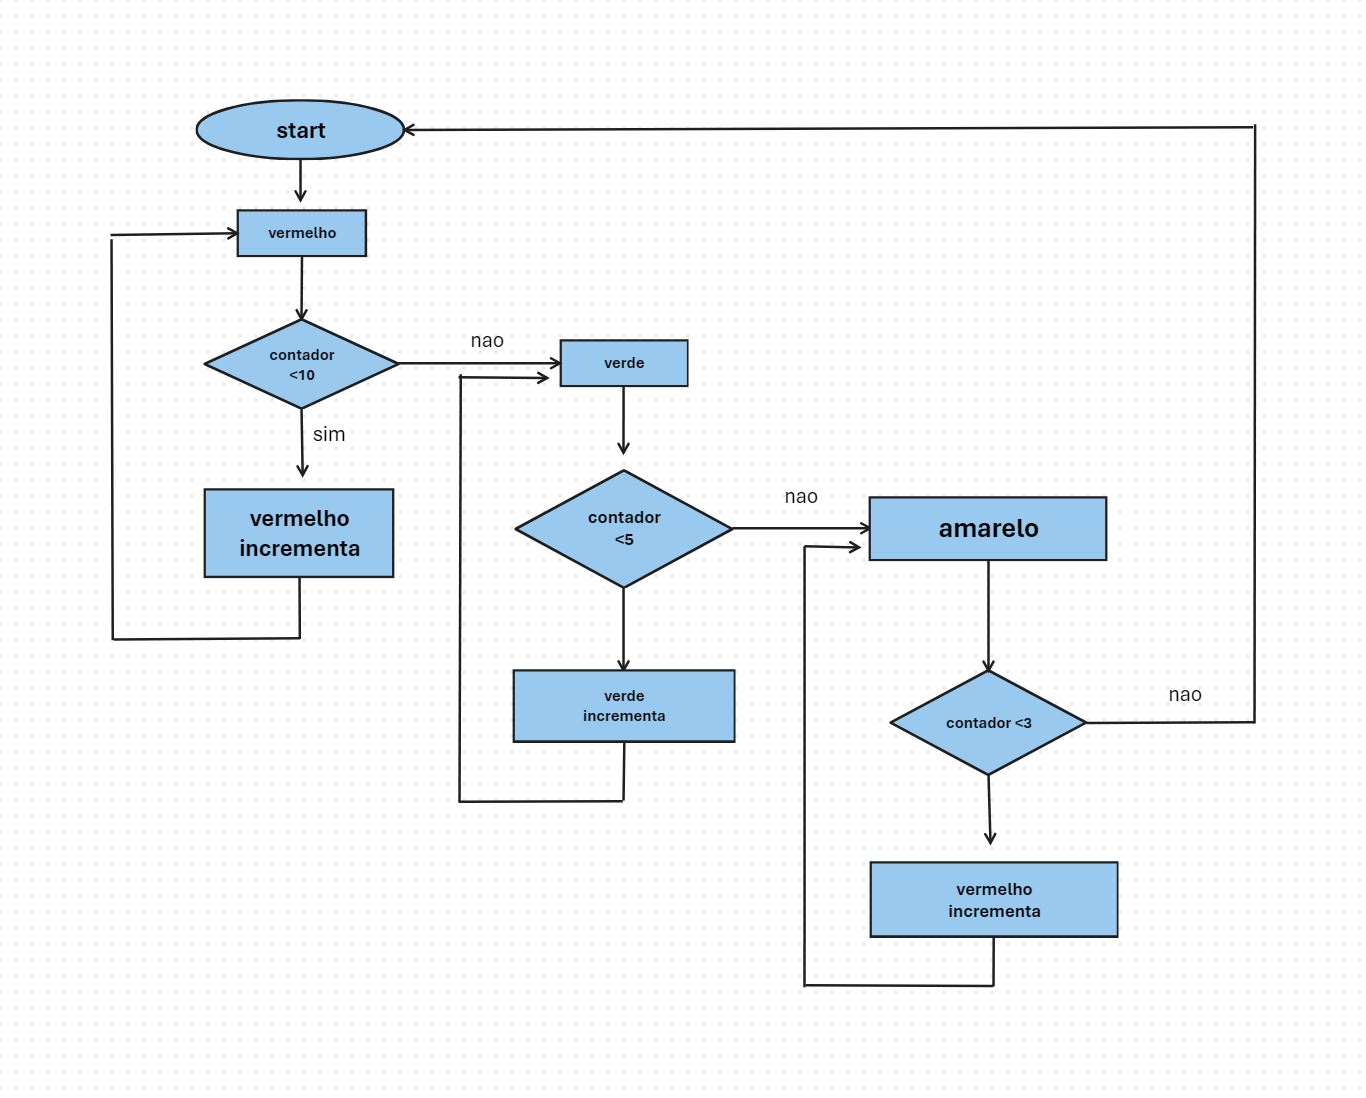 start
vermelho
contador
<10
nao
verde
sim
vermelho
incrementa
contador
<5
nao
amarelo
verde
incrementa
contador <3
nao
vermelho
incrementa